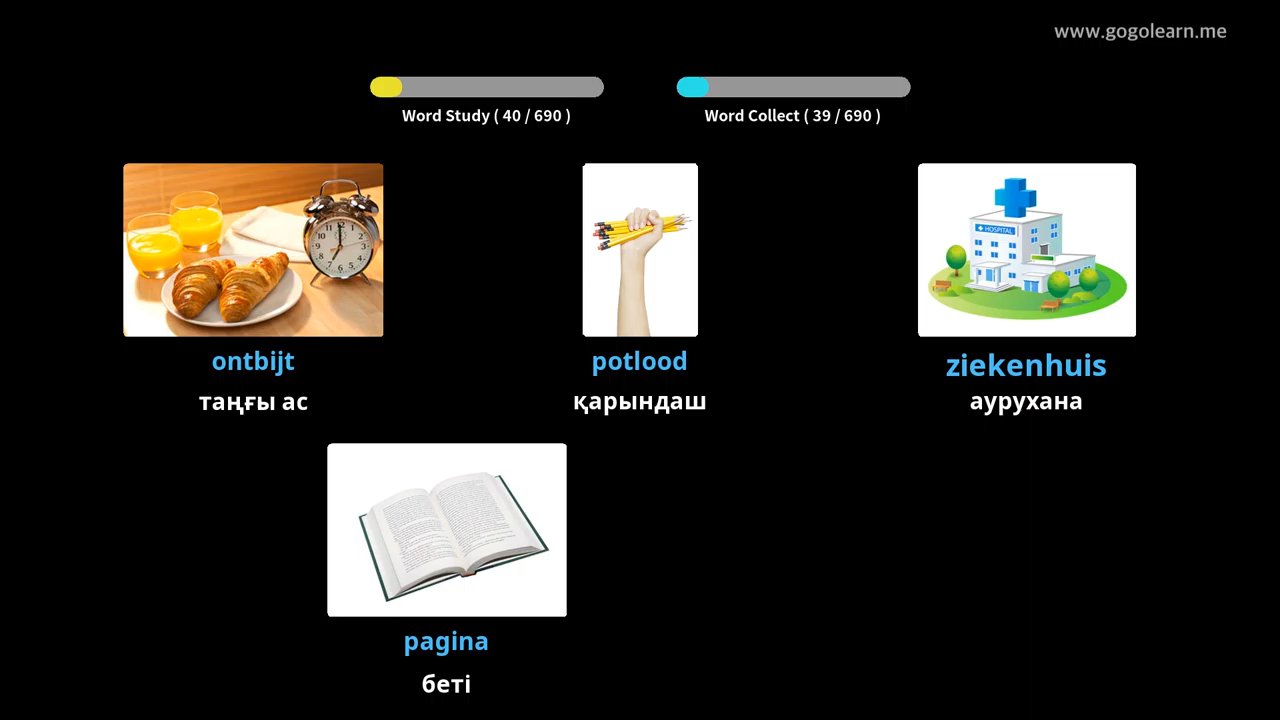 www.gogolearn.me
Word Study ( 40 / 690 )
Word Collect ( 39 / 690 )
HOSPITAL
ontbijt
potlood
ziekenhuis
таңғы ас
қарындаш
аурухана
pagina
беті